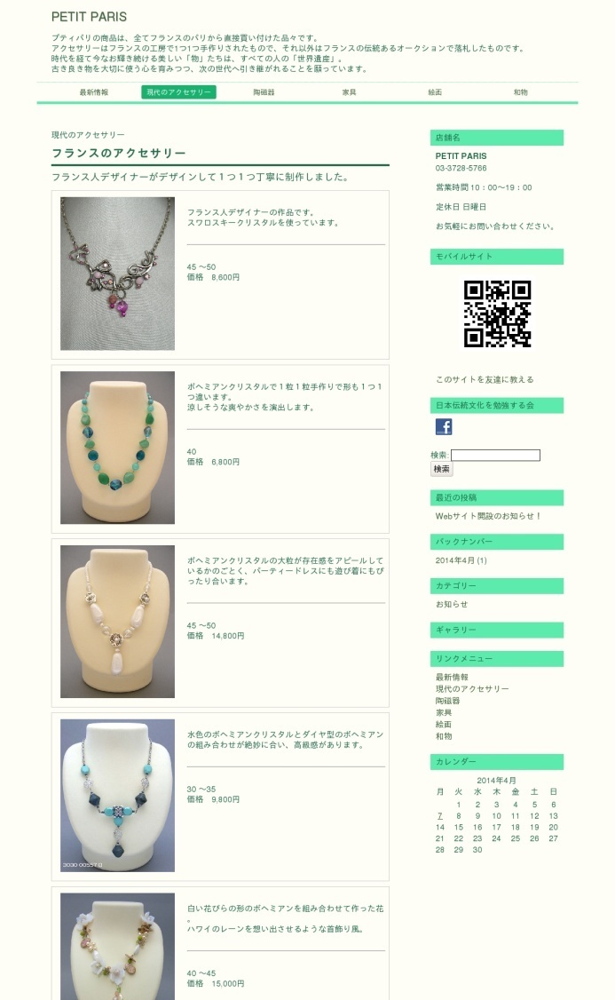 PETIT PARIS
プティパリの商品は、全てフランスのパリから直接買い付けた品々です。
アクセサリーはフランスの工房で1つ1つ手作りされたもので、それ以外はフランスの伝統あるオークションで落札したものです。
時代を経て今なお輝き続ける美しい「物」たちは、すべての人の「世界遺産」。
古き良き物を大切に使う心を育みつつ、次の世代へ引き継がれることを願っています。
最新情報 現代のアクセサリー 陶磁器 家具 絵画 和物
現代のアクセサリー
フランスのアクセサリー
フランス人デザイナーがデザインして１つ１つ丁寧に制作しました。
フランス人デザイナーの作品です。
スワロスキークリスタルを使っています。
45 ～50
価格　8,600円
ボヘミアンクリスタルで１粒１粒手作りで形も１つ１
つ違います。
涼しそうな爽やかさを演出します。
40
価格　6,800円
ボヘミアンクリスタルの大粒が存在感をアピールして
いるかのごとく、パーティードレスにも遊び着にもぴ
ったり合います。
45 ～50
価格　14,800円
水色のボヘミアンクリスタルとダイヤ型のボヘミアン
の組み合わせが絶妙に合い、高級感があります。
30 ～35
価格　9,800円
3030-00557 O
白い花びらの形のボヘミアンを組み合わせて作った花
。
ハワイのレーンを想い出させるような首飾り風。
40 ～45
価格　15,000円
店舗名
PETIT PARIS
03-3728-5766
営業時間 10：00～19：00
定休日 日曜日
お気軽にお問い合わせください。
モバイルサイト
このサイトを友達に教える
日本伝統文化を勉強する会
検索:
検索
最近の投稿
Webサイト開設のお知らせ！
バックナンバー
2014年4月 (1)
カテゴリー
お知らせ
ギャラリー
リンクメニュー
最新情報
現代のアクセサリー
陶磁器
家具
絵画
和物
カレンダー
2014年4月
月 火 水 木 金 土 日
1 2 3 4 5 6
7 8 9 10 11 12 13
14 15 16 17 18 19 20
21 22 23 24 25 26 27
28 29 30